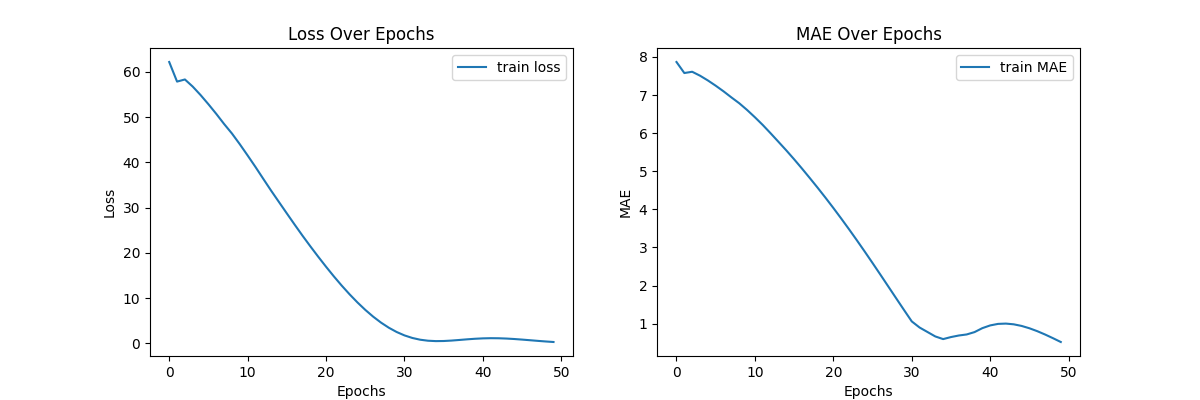 Loss Over Epochs
train loss
Loss
60
50
40
30
20
10
0
0 10 20 30 40 50
Epochs
MAE Over Epochs
train MAE
MAE
8
7
6
5
4
3
2
1
0 10 20 30 40 50
Epochs